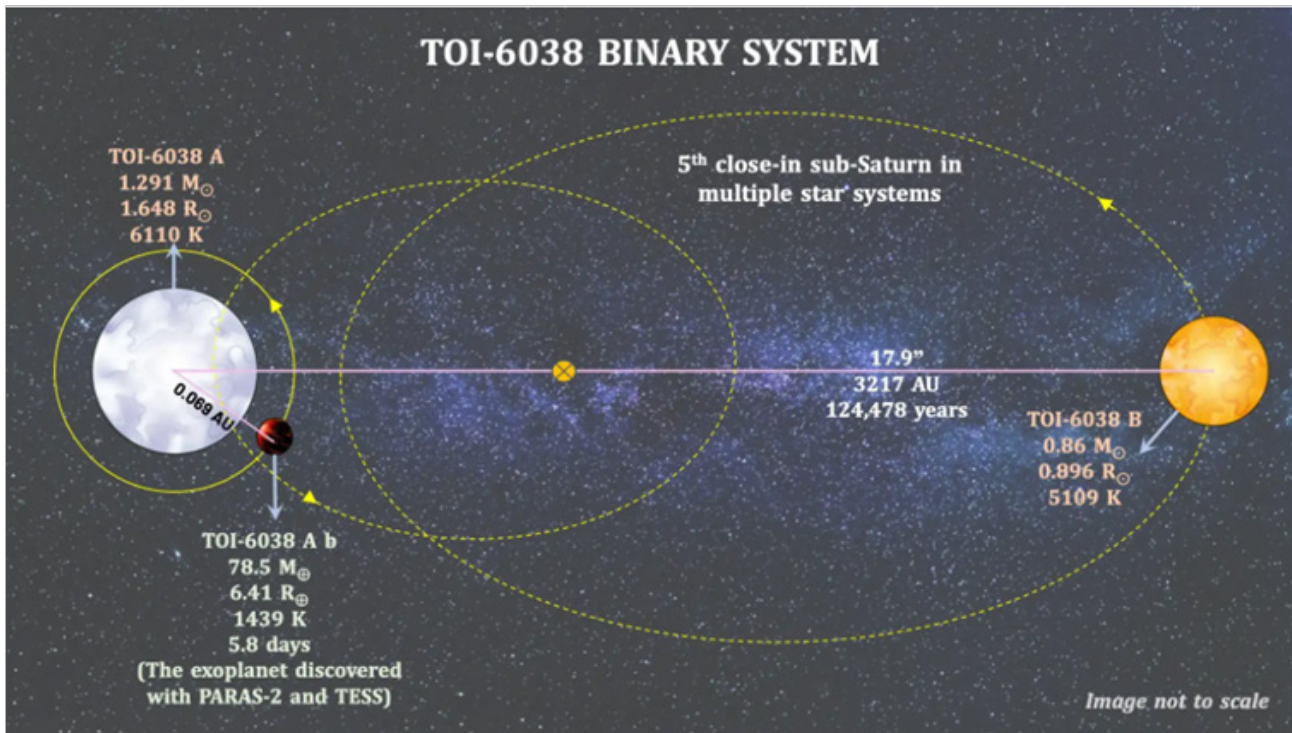 TOI-6038 BINARY SYSTEM
5th close-in sub-Saturn in
multiple star systems
TOI-6038 A
1.291 M☉
1.648 R☉
6110 K
0.069 AU
17.9”
3217 AU
124,478 years
TOI-6038 B
0.86 M☉
0.896 R☉
5109 K
TOI-6038 A b
78.5 M⊕
6.41 R⊕
1439 K
5.8 days
(The exoplanet discovered
with PARAS-2 and TESS)
Image not to scale